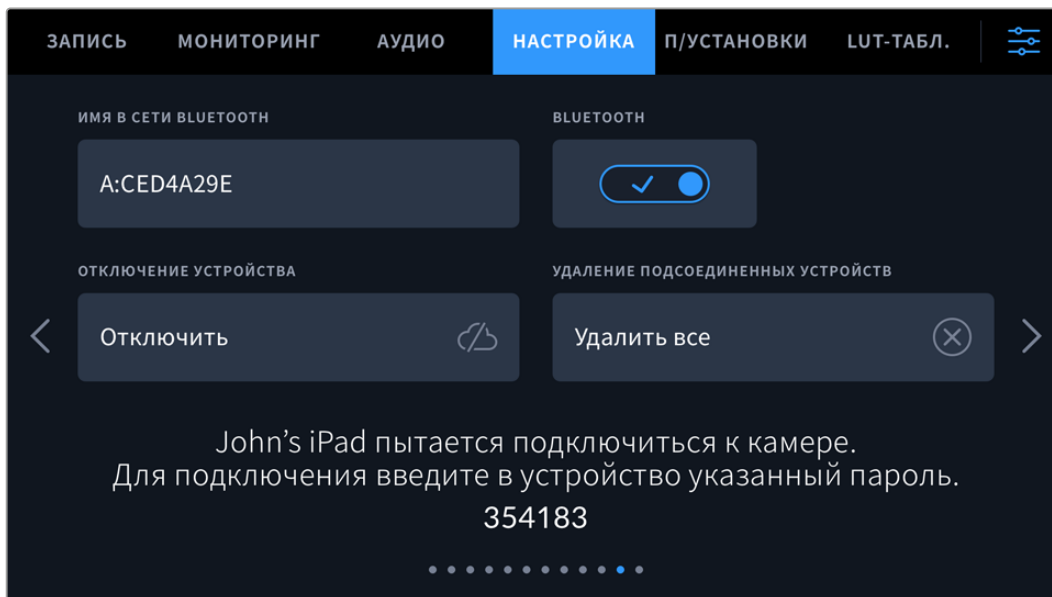 ЗАПИСЬ МОНИТОРИНГ АУДИО НАСТРОЙКА П/УСТАНОВКИ LUT-ТАБЛ.
ИМЯ В СЕТИ BLUETOOTH BLUETOOTH
A:CED4A29E
ОТКЛЮЧЕНИЕ УСТРОЙСТВА УДАЛЕНИЕ ПОДСОЕДИНЕННЫХ УСТРОЙСТВ
Отключить Удалить все
John’s iPad пытается подключиться к камере.
Для подключения введите в устройство указанный пароль.
354183